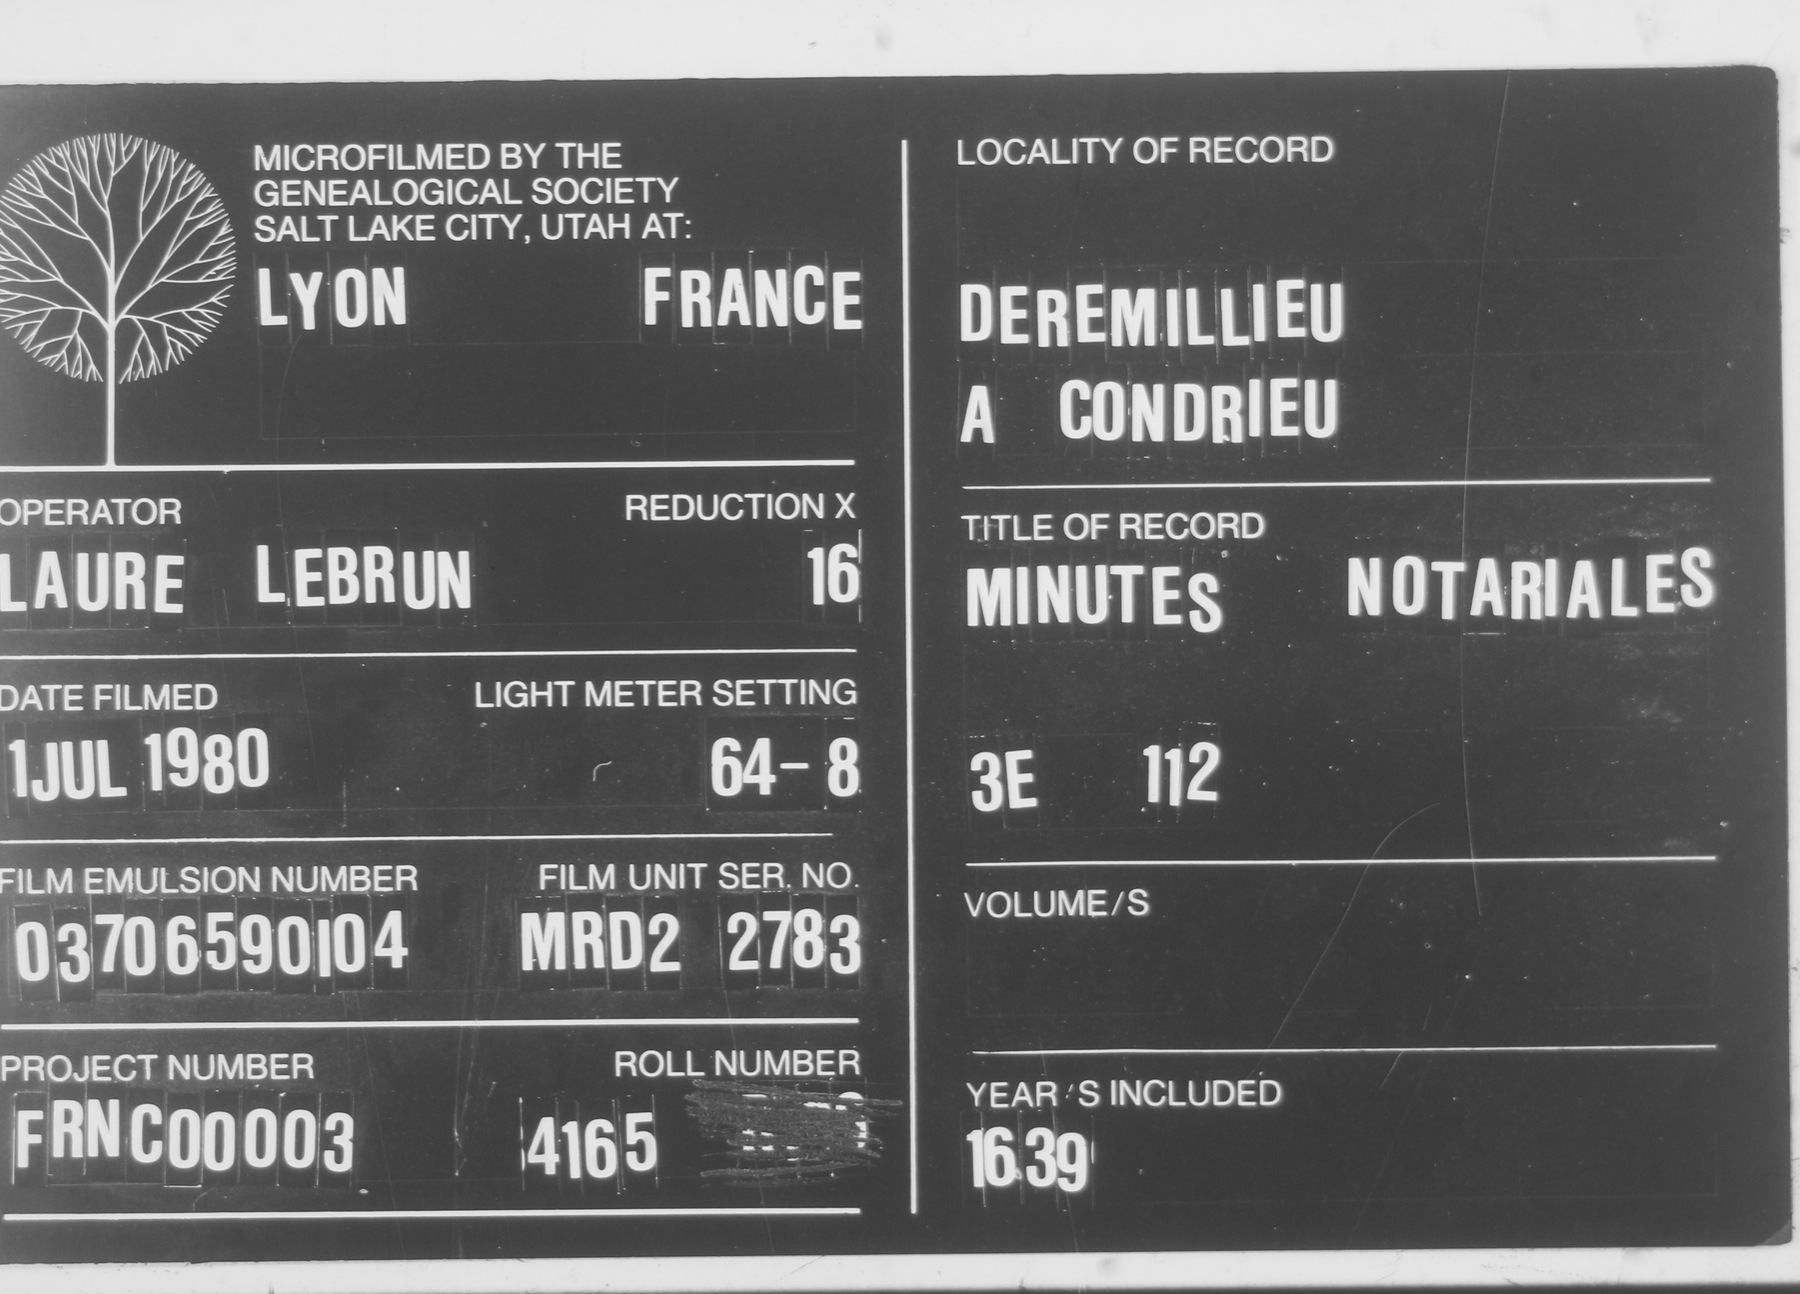 MICROFILMED BY THE
GENEALOGICAL SOCIETY
SALT LAKE CITY, UTAH AT:
LYON FRANCE
OPERATOR REDUCTION X
LAURE LEBRUN 16
DATE FILMED LIGHT METER SETTING
1JUL 1980 64-8
FILM EMULSION NUMBER FILM UNIT SER. NO.
03706590104 MRD2 2783
PROJECT NUMBER ROLL NUMBER
FRNC00003 4165
LOCALITY OF RECORD
DEREMILLIEU
A CONDRIEU
TITLE OF RECORD
MINUTES NOTARIALES
3E 112
VOLUME/S
YEAR 'S INCLUDED
1639